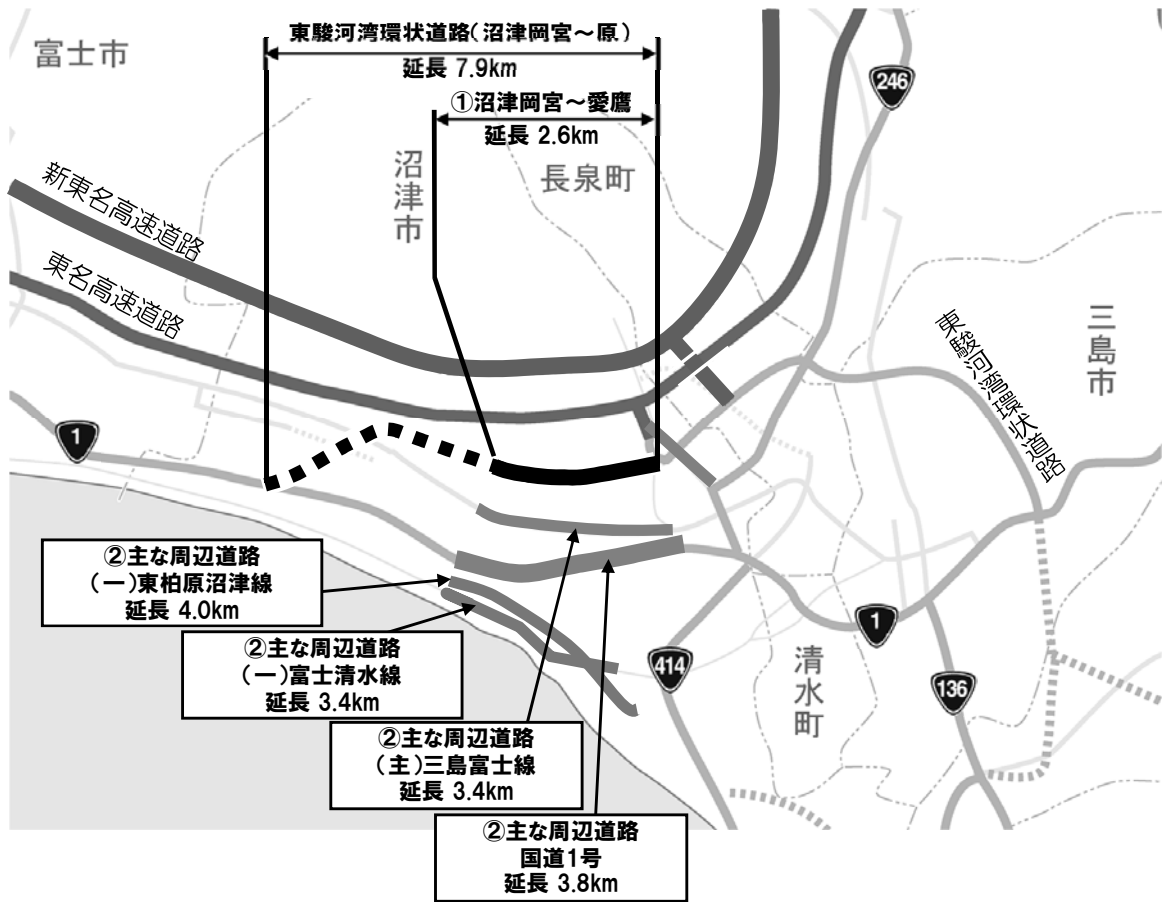 東駿河湾環状道路(沼津岡宮～原)
延長 7.9km
富士市
246
①沼津岡宮～愛鷹
延長 2.6km
沼津市
長泉町
新東名高速道路
東名高速道路
三島市
東駿河湾環状道路
1
②主な周辺道路
(一)東柏原沼津線
延長 4.0km
②主な周辺道路
(一)富士清水線
延長 3.4km
②主な周辺道路
(主)三島富士線
延長 3.4km
②主な周辺道路
国道1号
延長 3.8km
1
414
136
清水町